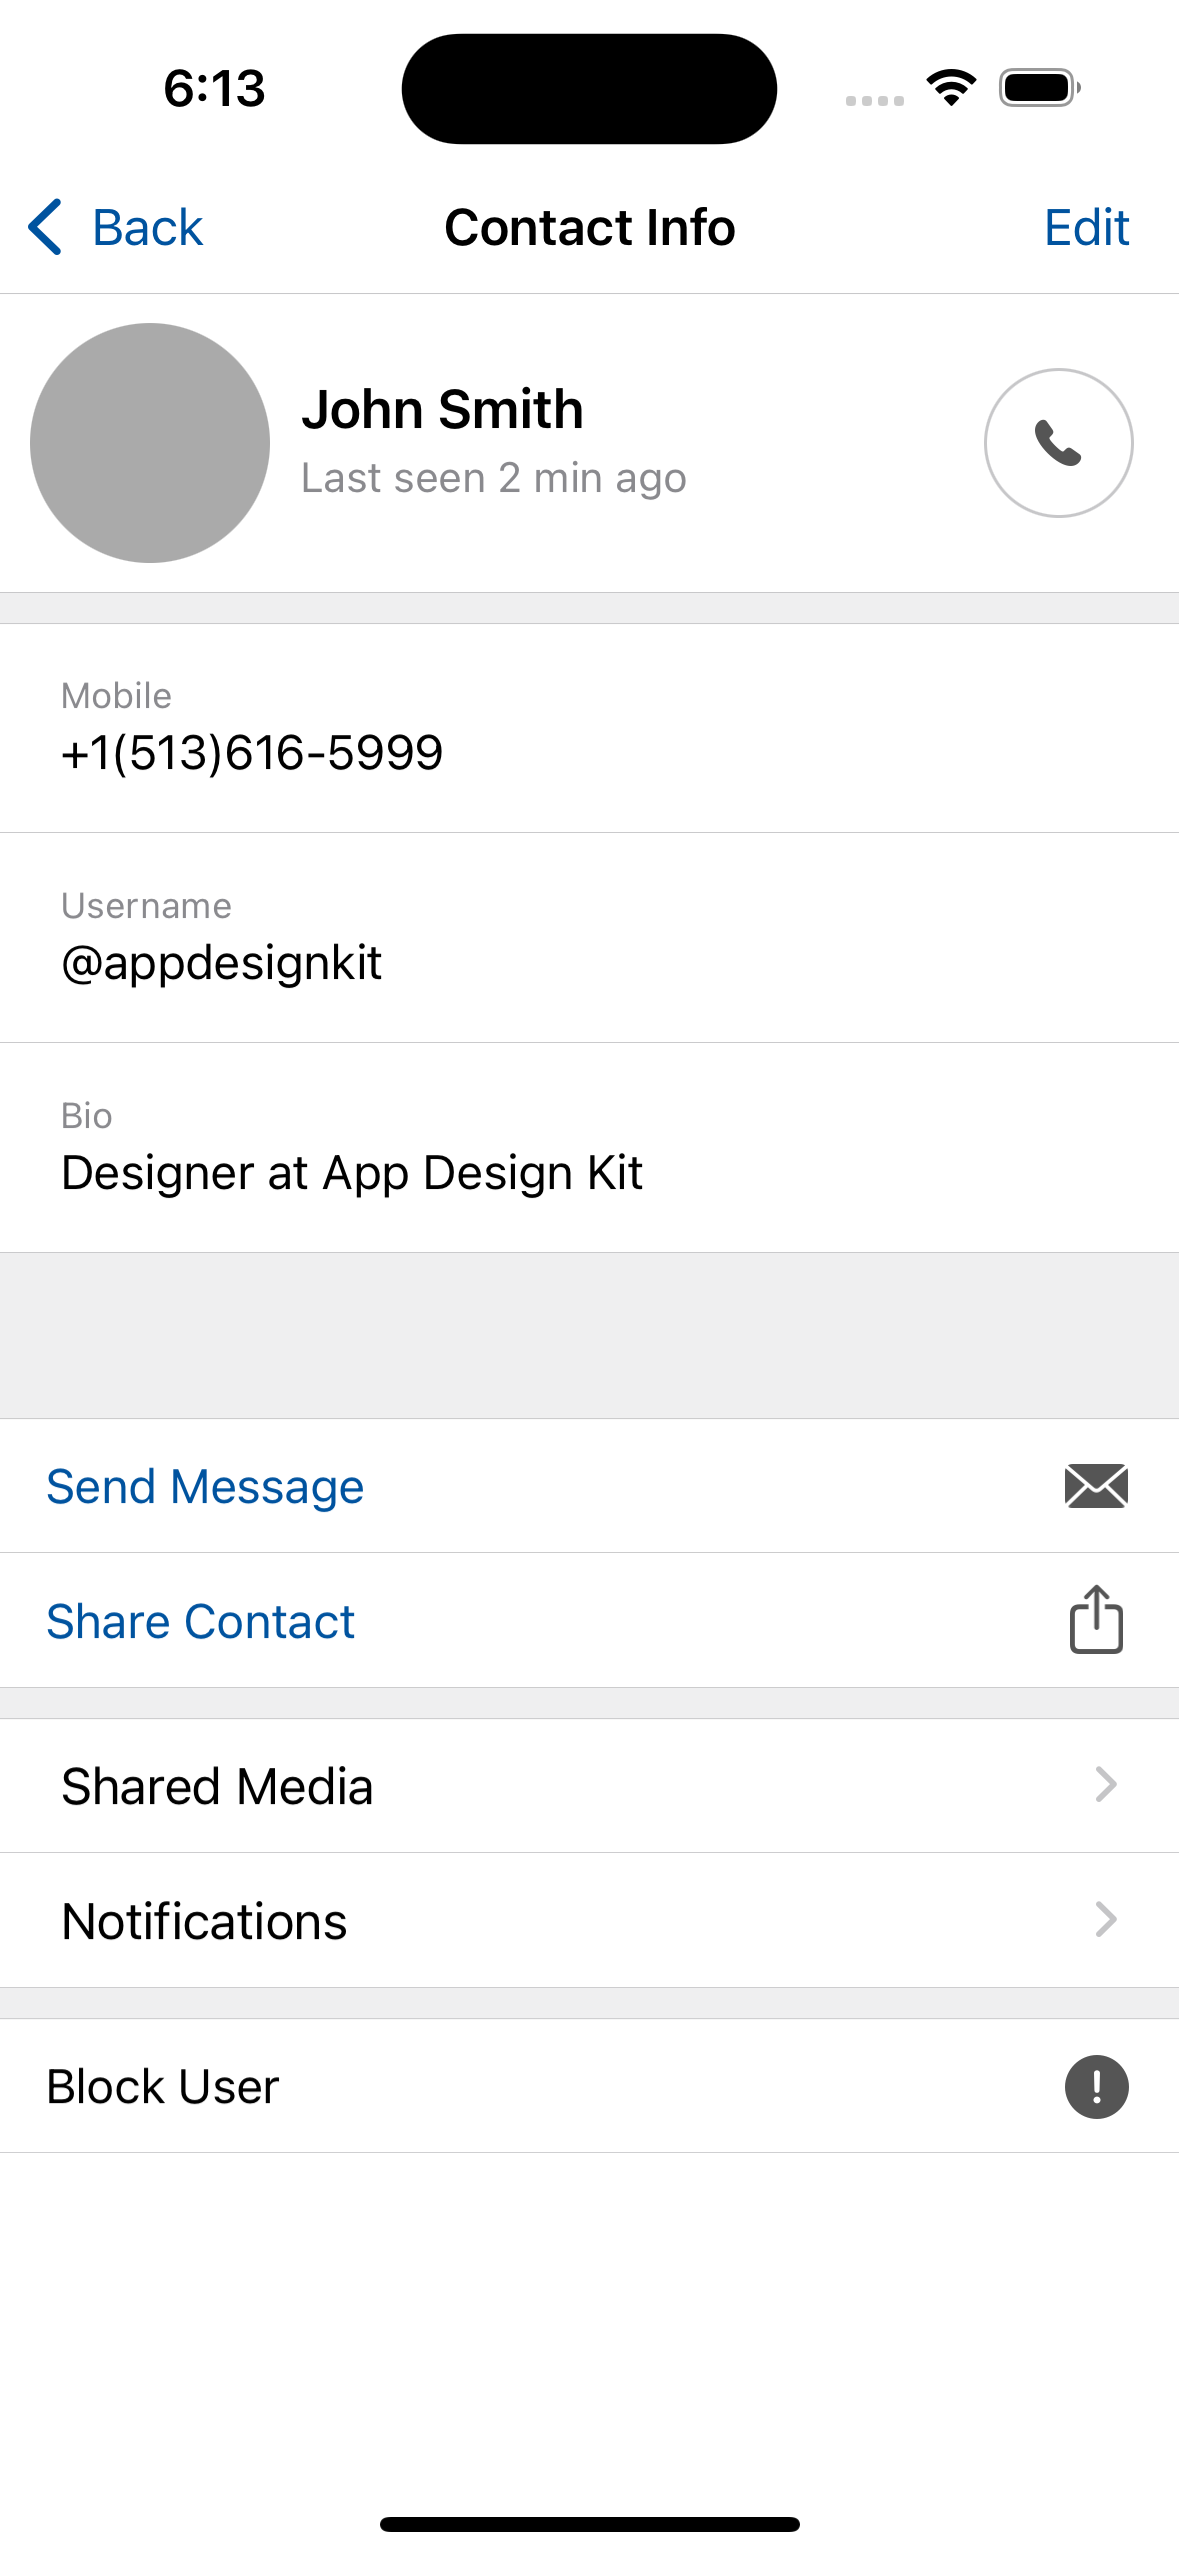 6:13
Back
Contact Info
Edit
John Smith
Last seen 2 min ago
Mobile
+1(513)616-5999
Username
@appdesignkit
Bio
Designer at App Design Kit
Send Message
Share Contact
Shared Media
Notifications
Block User